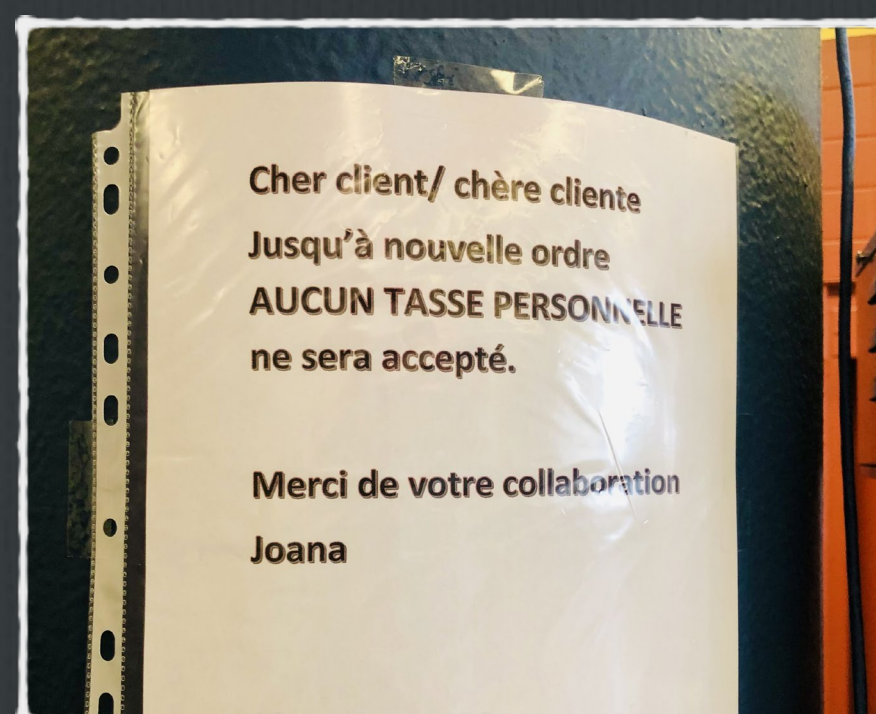 Cher client/ chère cliente
Jusqu’à nouvelle ordre
AUCUN TASSE PERSONNELLE
ne sera accepté.
Merci de votre collaboration
Joana